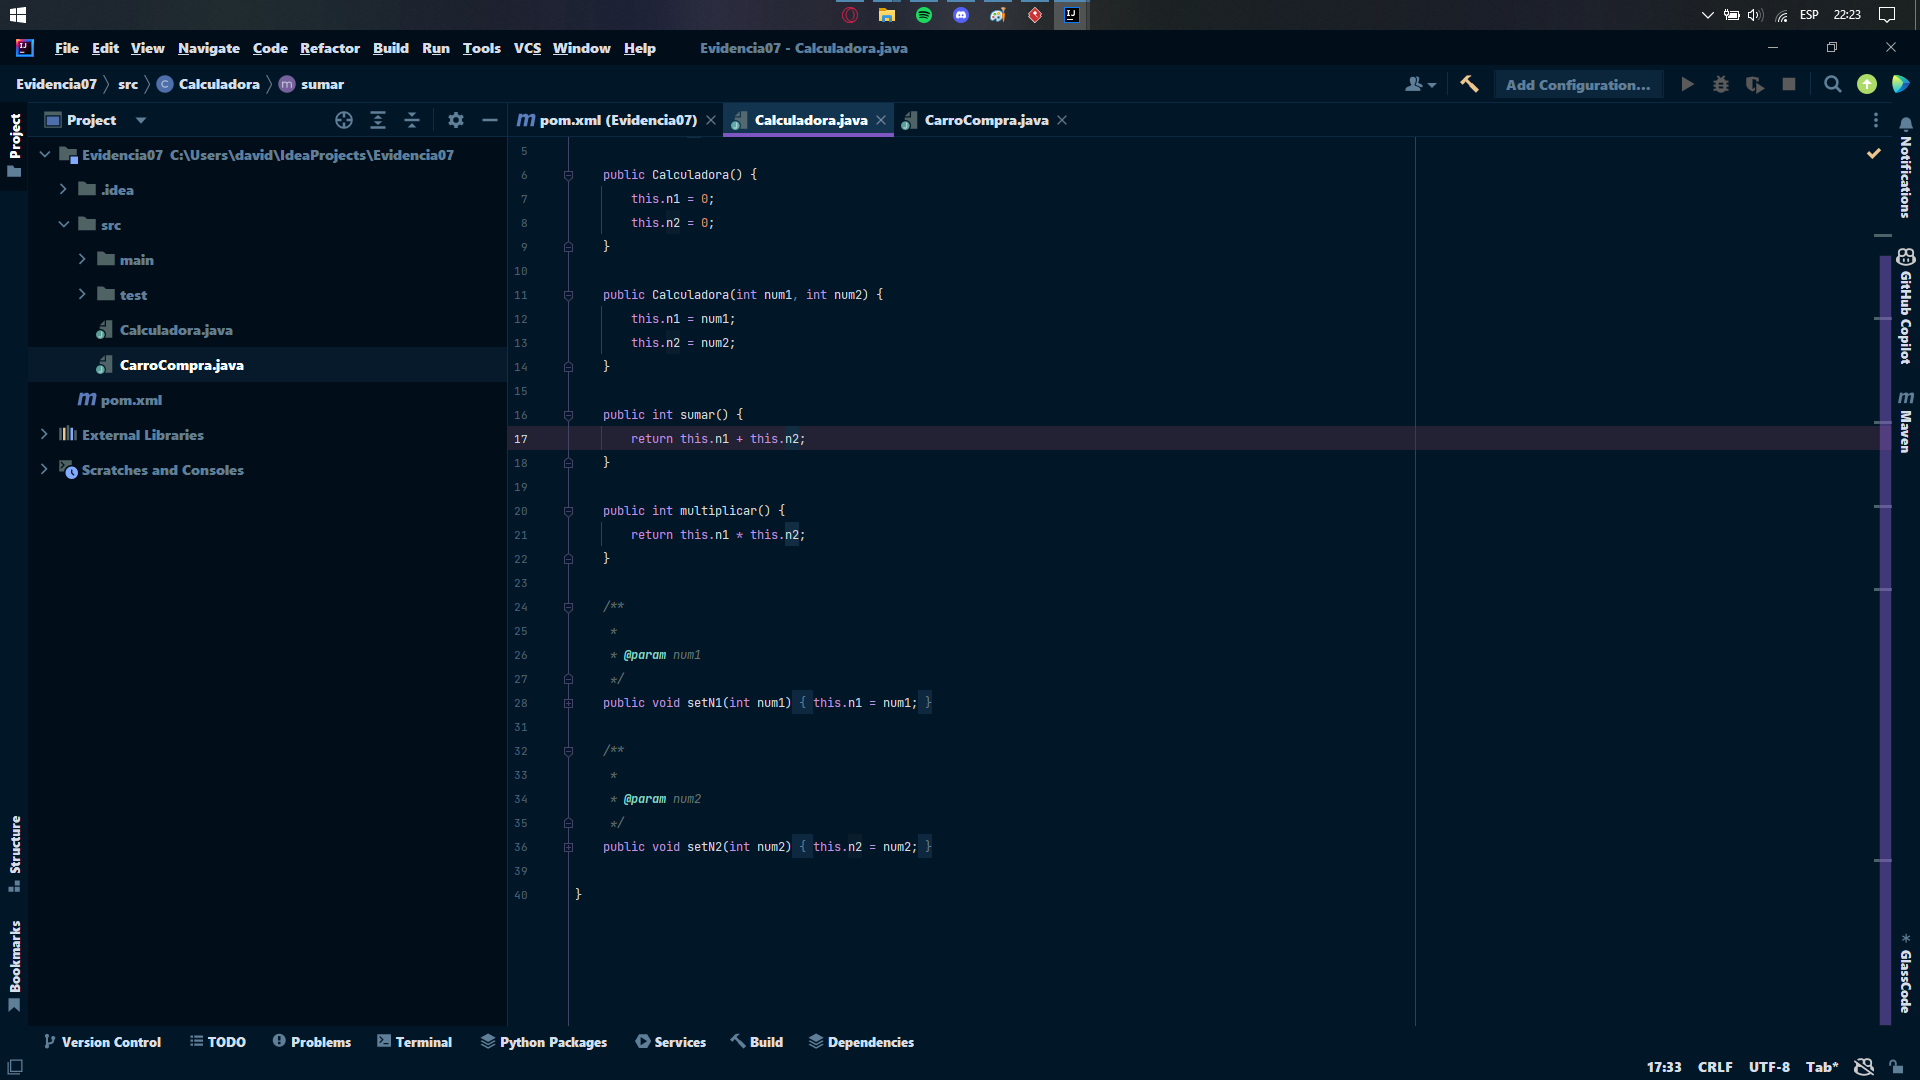 ESP 22:23
File Edit View Navigate Code Refactor Build Run Tools VCS Window Help Evidencia07 - Calculadora.java
Evidencia07 src Calculadora sumar Add Configuration...
Project
Project
pom.xml (Evidencia07) Calculadora.java CarroCompra.java
Evidencia07 C:\Users\david\IdeaProjects\Evidencia07
.idea
src
main
test
Calculadora.java
CarroCompra.java
pom.xml
External Libraries
Scratches and Consoles
5
6 public Calculadora() {
7 this.n1 = 0;
8 this.n2 = 0;
9 }
10
11 public Calculadora(int num1, int num2) {
12 this.n1 = num1;
13 this.n2 = num2;
14 }
15
16 public int sumar() {
17 return this.n1 + this.n2;
18 }
19
20 public int multiplicar() {
21 return this.n1 * this.n2;
22 }
23
24 /**
25 *
26 * @param num1
27 */
28 public void setN1(int num1) { this.n1 = num1; }
31
32 /**
33 *
34 * @param num2
35 */
36 public void setN2(int num2) { this.n2 = num2; }
39
40 }
Notifications
GitHub Copilot
Maven
GlassCode
Structure
Bookmarks
Version Control TODO Problems Terminal Python Packages Services Build Dependencies
17:33 CRLF UTF-8 Tab*